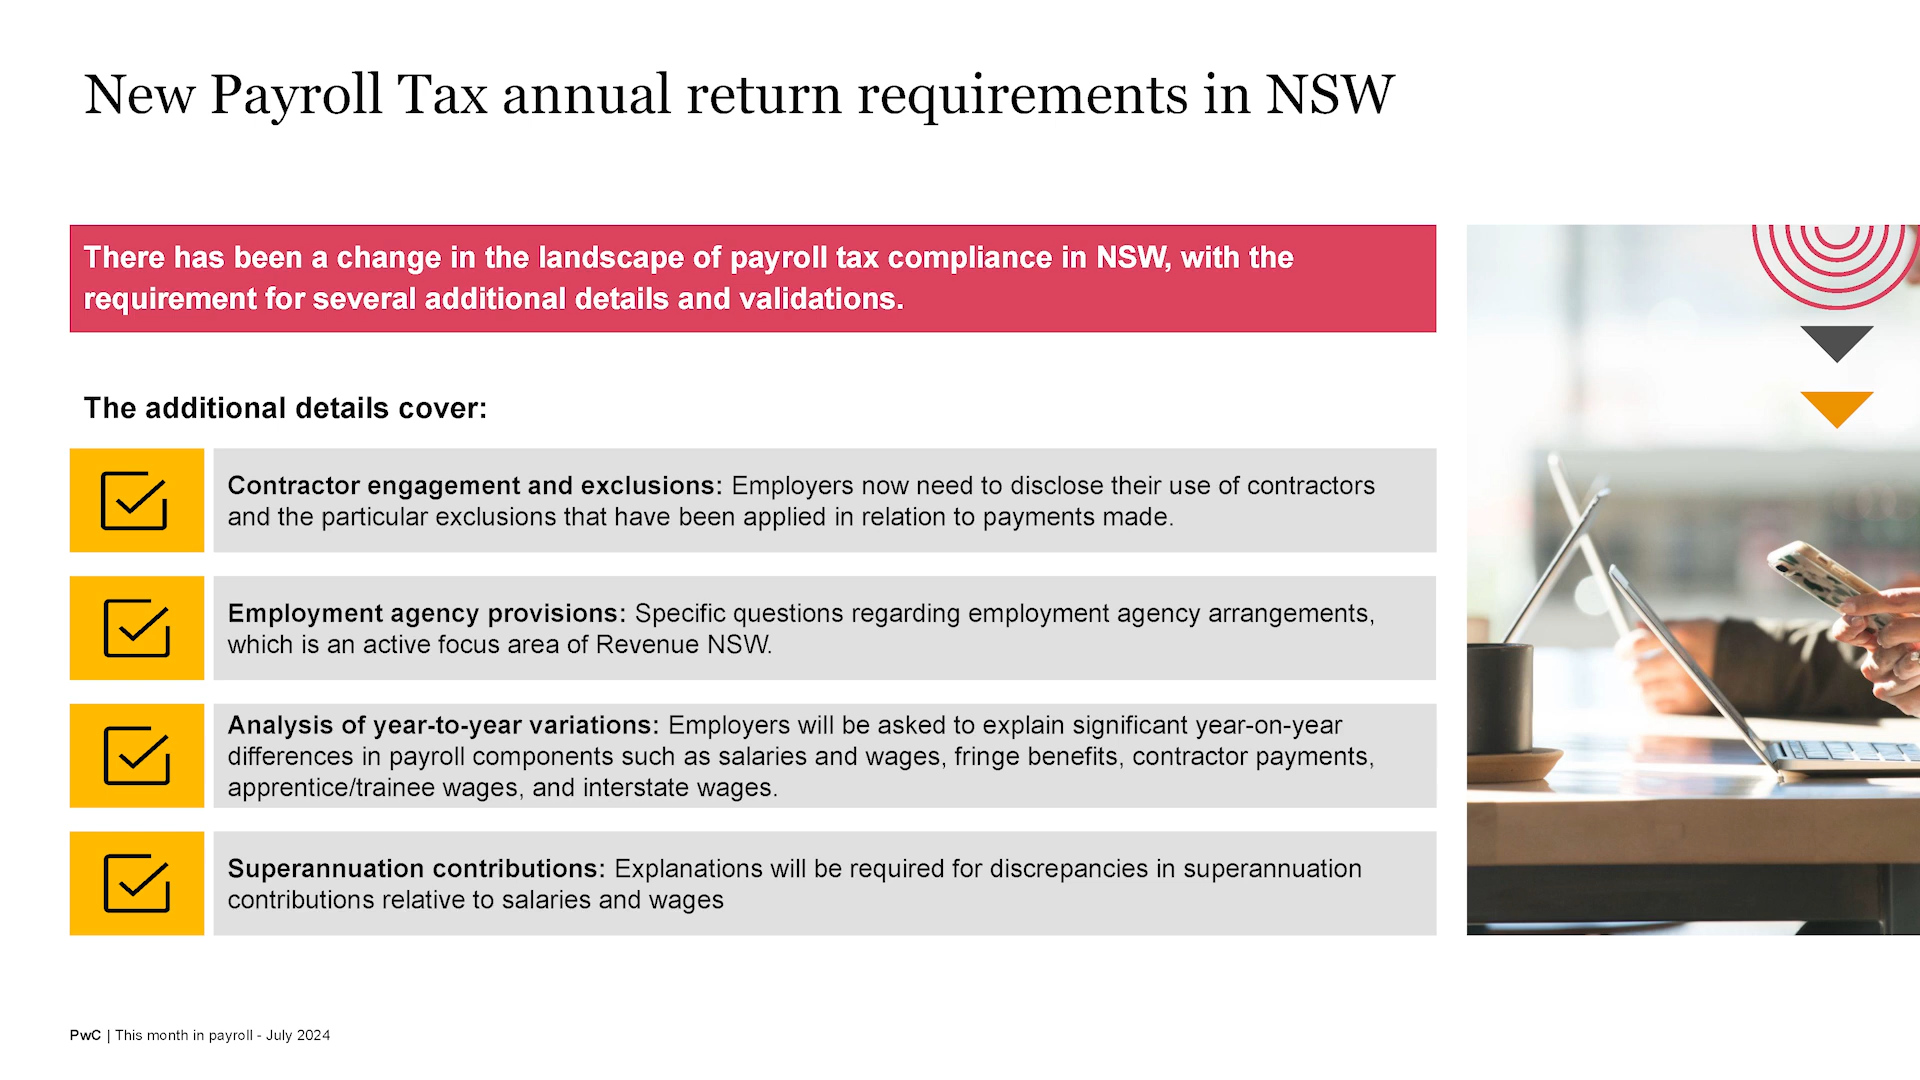 New Payroll Tax annual return requirements in NSW
There has been a change in the landscape of payroll tax compliance in NSW, with the
requirement for several additional details and validations.
The additional details cover:
Contractor engagement and exclusions: Employers now need to disclose their use of contractors
and the particular exclusions that have been applied in relation to payments made.
Employment agency provisions: Specific questions regarding employment agency arrangements,
which is an active focus area of Revenue NSW.
Analysis of year-to-year variations: Employers will be asked to explain significant year-on-year
differences in payroll components such as salaries and wages, fringe benefits, contractor payments,
apprentice/trainee wages, and interstate wages.
Superannuation contributions: Explanations will be required for discrepancies in superannuation
contributions relative to salaries and wages
PwC | This month in payroll - July 2024